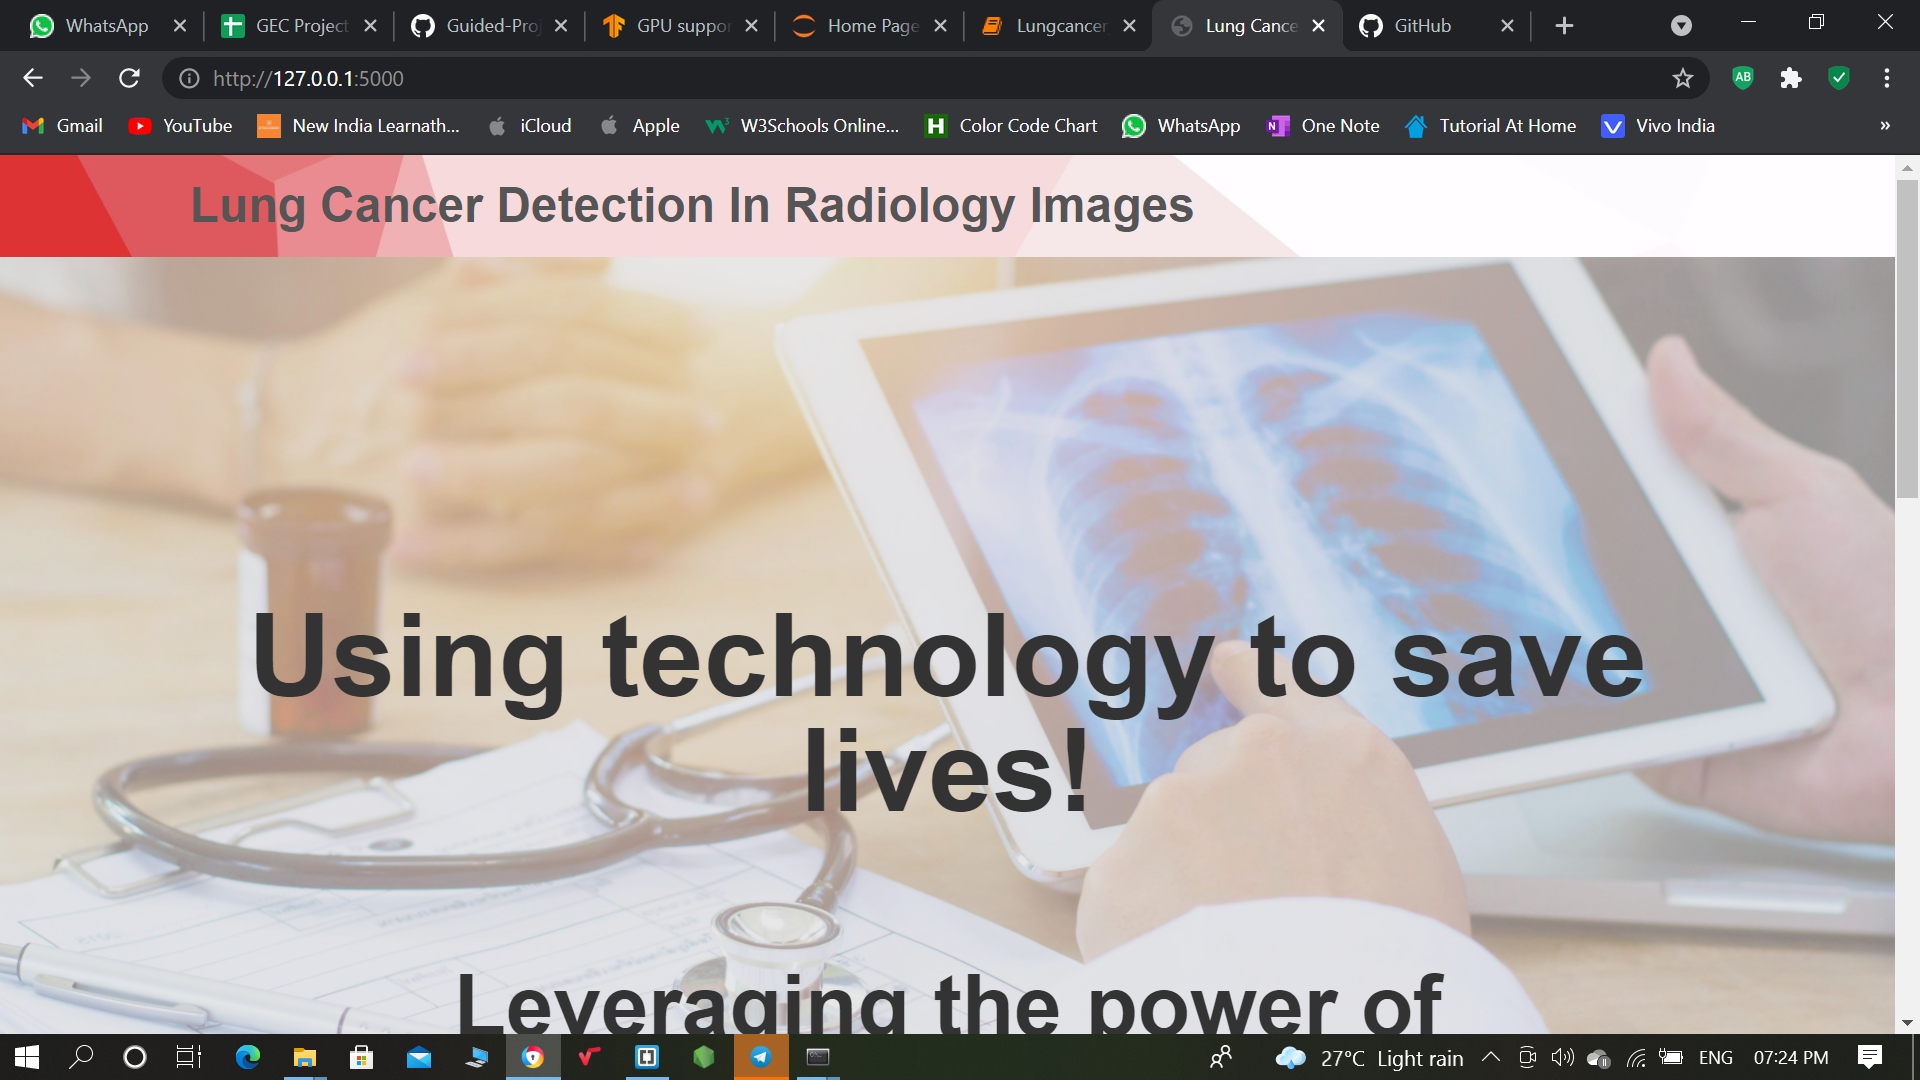 WhatsApp
GEC Project
Guided-Proj
GPU suppor
Home Page
Lungcancer
Lung Cance
GitHub
http://127.0.0.1:5000
AB
Gmail
YouTube
New India Learnath...
iCloud
Apple
W3Schools Online...
H
Color Code Chart
WhatsApp
N
One Note
Tutorial At Home
Vivo India
»
Lung Cancer Detection In Radiology Images
Using technology to save
lives!
Leveraging the power of
27°C Light rain
ENG
07:24 PM